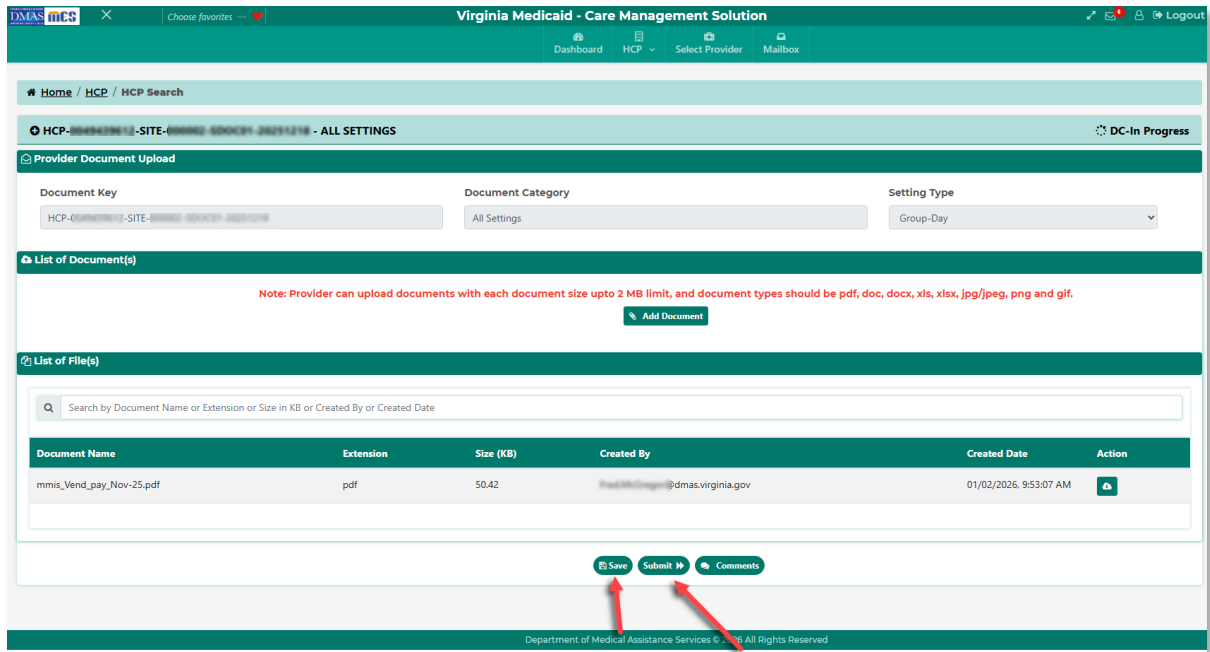 DMAS mcs
Choose favorites —
Virginia Medicaid - Care Management Solution
Logout
Dashboard HCP Select Provider Mailbox
Home / HCP / HCP Search
HCP- -SITE- - ALL SETTINGS
DC-In Progress
Provider Document Upload
Document Key Document Category Setting Type
HCP- -SITE- All Settings Group-Day
List of Document(s)
Note: Provider can upload documents with each document size upto 2 MB limit, and document types should be pdf, doc, docx, xls, xlsx, jpg/jpeg, png and gif.
Add Document
List of File(s)
Search by Document Name or Extension or Size in KB or Created By or Created Date
Document Name Extension Size (KB) Created By Created Date Action
mmis_Vend_pay_Nov-25.pdf pdf 50.42 @dmas.virginia.gov 01/02/2026, 9:53:07 AM
Save Submit Comments
Department of Medical Assistance Services © All Rights Reserved